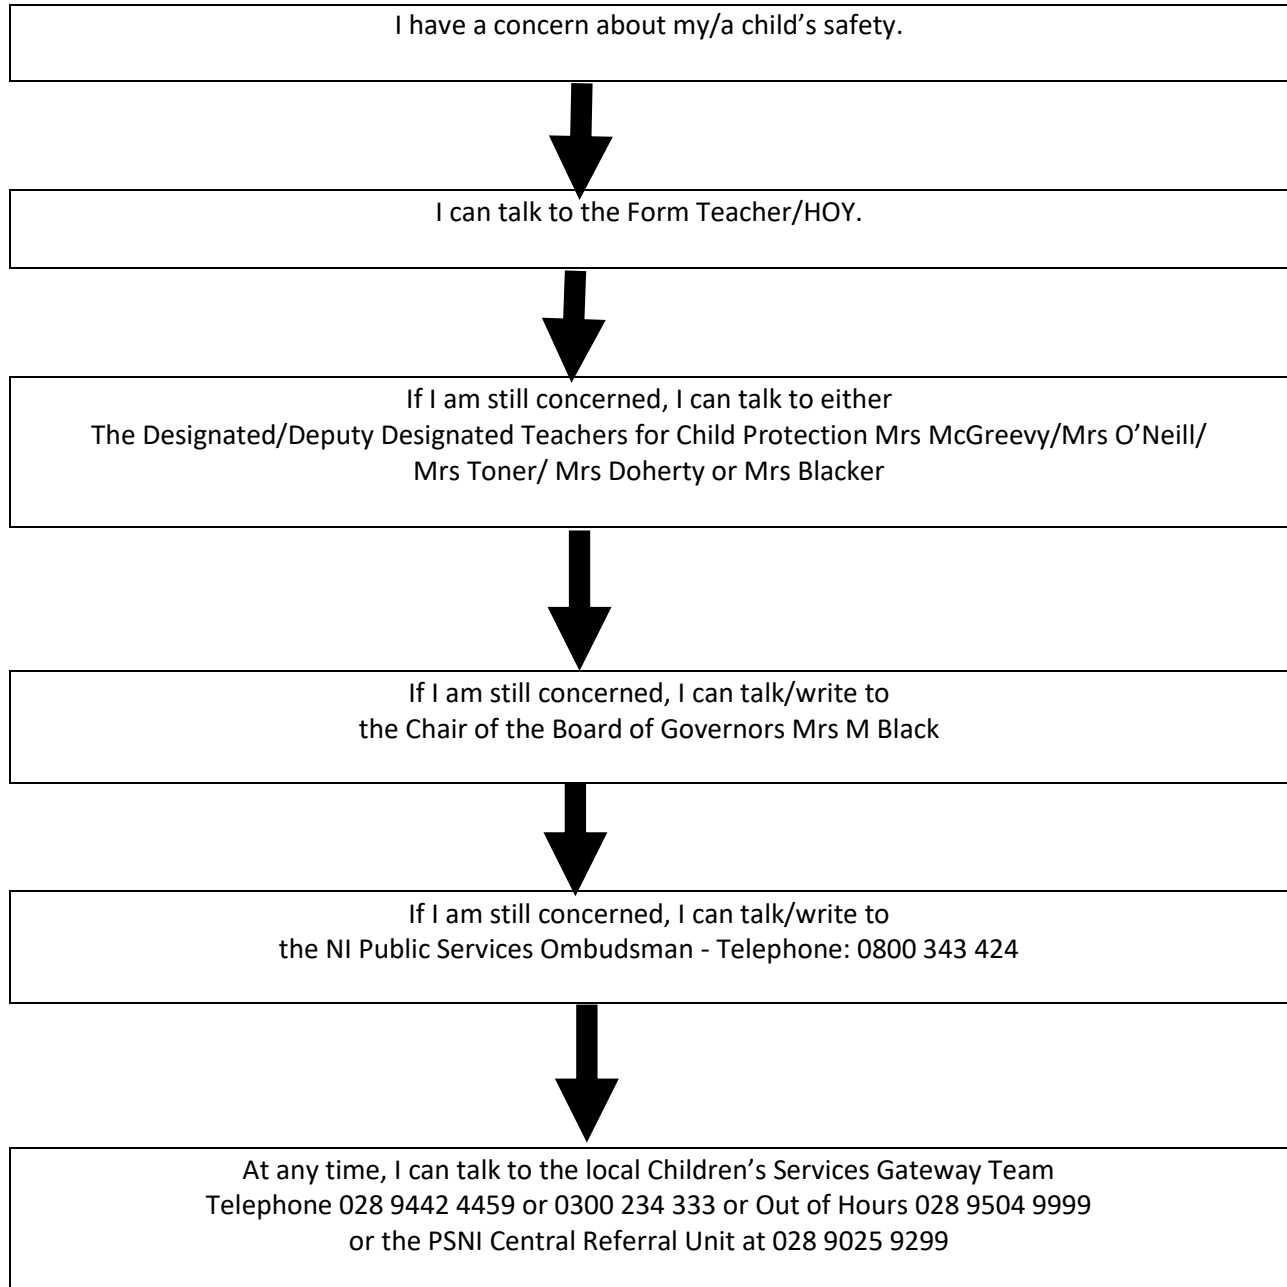 I have a concern about my/a child’s safety.
I can talk to the Form Teacher/HOY.
If I am still concerned, I can talk to either
The Designated/Deputy Designated Teachers for Child Protection Mrs McGreevy/Mrs O’Neill/
Mrs Toner/ Mrs Doherty or Mrs Blacker
If I am still concerned, I can talk/write to
the Chair of the Board of Governors Mrs M Black
If I am still concerned, I can talk/write to
the NI Public Services Ombudsman - Telephone: 0800 343 424
At any time, I can talk to the local Children’s Services Gateway Team
Telephone 028 9442 4459 or 0300 234 333 or Out of Hours 028 9504 9999
or the PSNI Central Referral Unit at 028 9025 9299